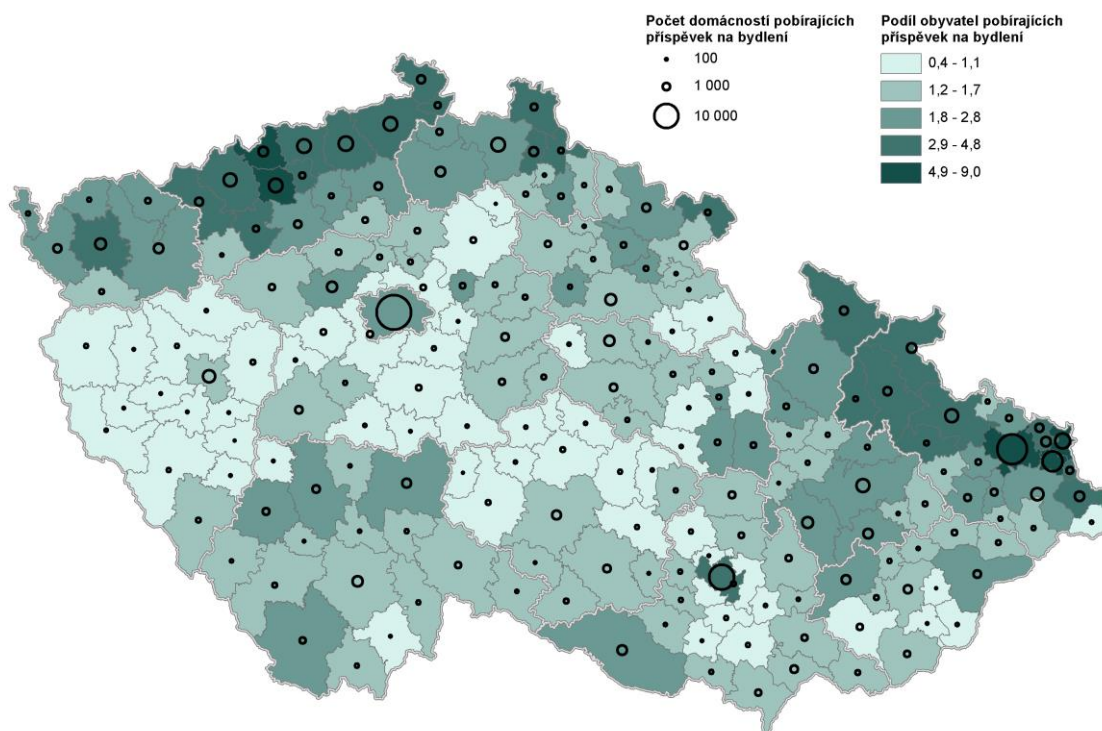 Počet domácností pobírajících
příspěvek na bydlení
100
1 000
10 000
Podíl obyvatel pobírajících
příspěvek na bydlení
0,4 - 1,1
1,2 - 1,7
1,8 - 2,8
2,9 - 4,8
4,9 - 9,0